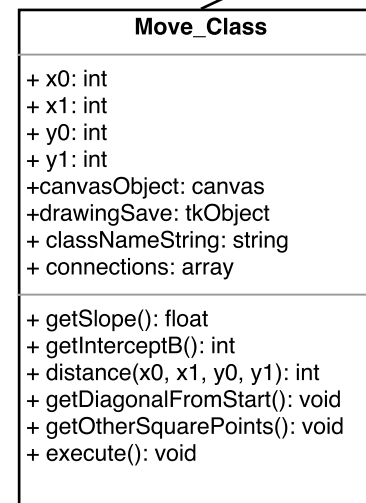 Move_Class
+ x0: int
+ x1: int
+ y0: int
+ y1: int
+canvasObject: canvas
+drawingSave: tkObject
+ classNameString: string
+ connections: array
+ getSlope(): float
+ getInterceptB(): int
+ distance(x0, x1, y0, y1): int
+ getDiagonalFromStart(): void
+ getOtherSquarePoints(): void
+ execute(): void